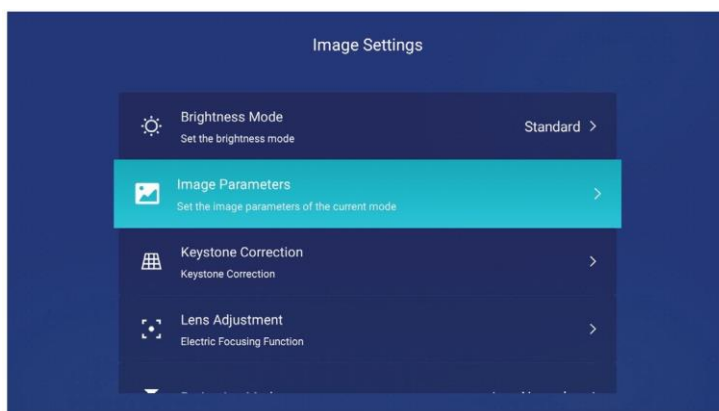 Image Settings
Brightness Mode
Standard
Set the brightness mode
Image Parameters
Set the image parameters of the current mode
Keystone Correction
Keystone Correction
Lens Adjustment
Electric Focusing Function